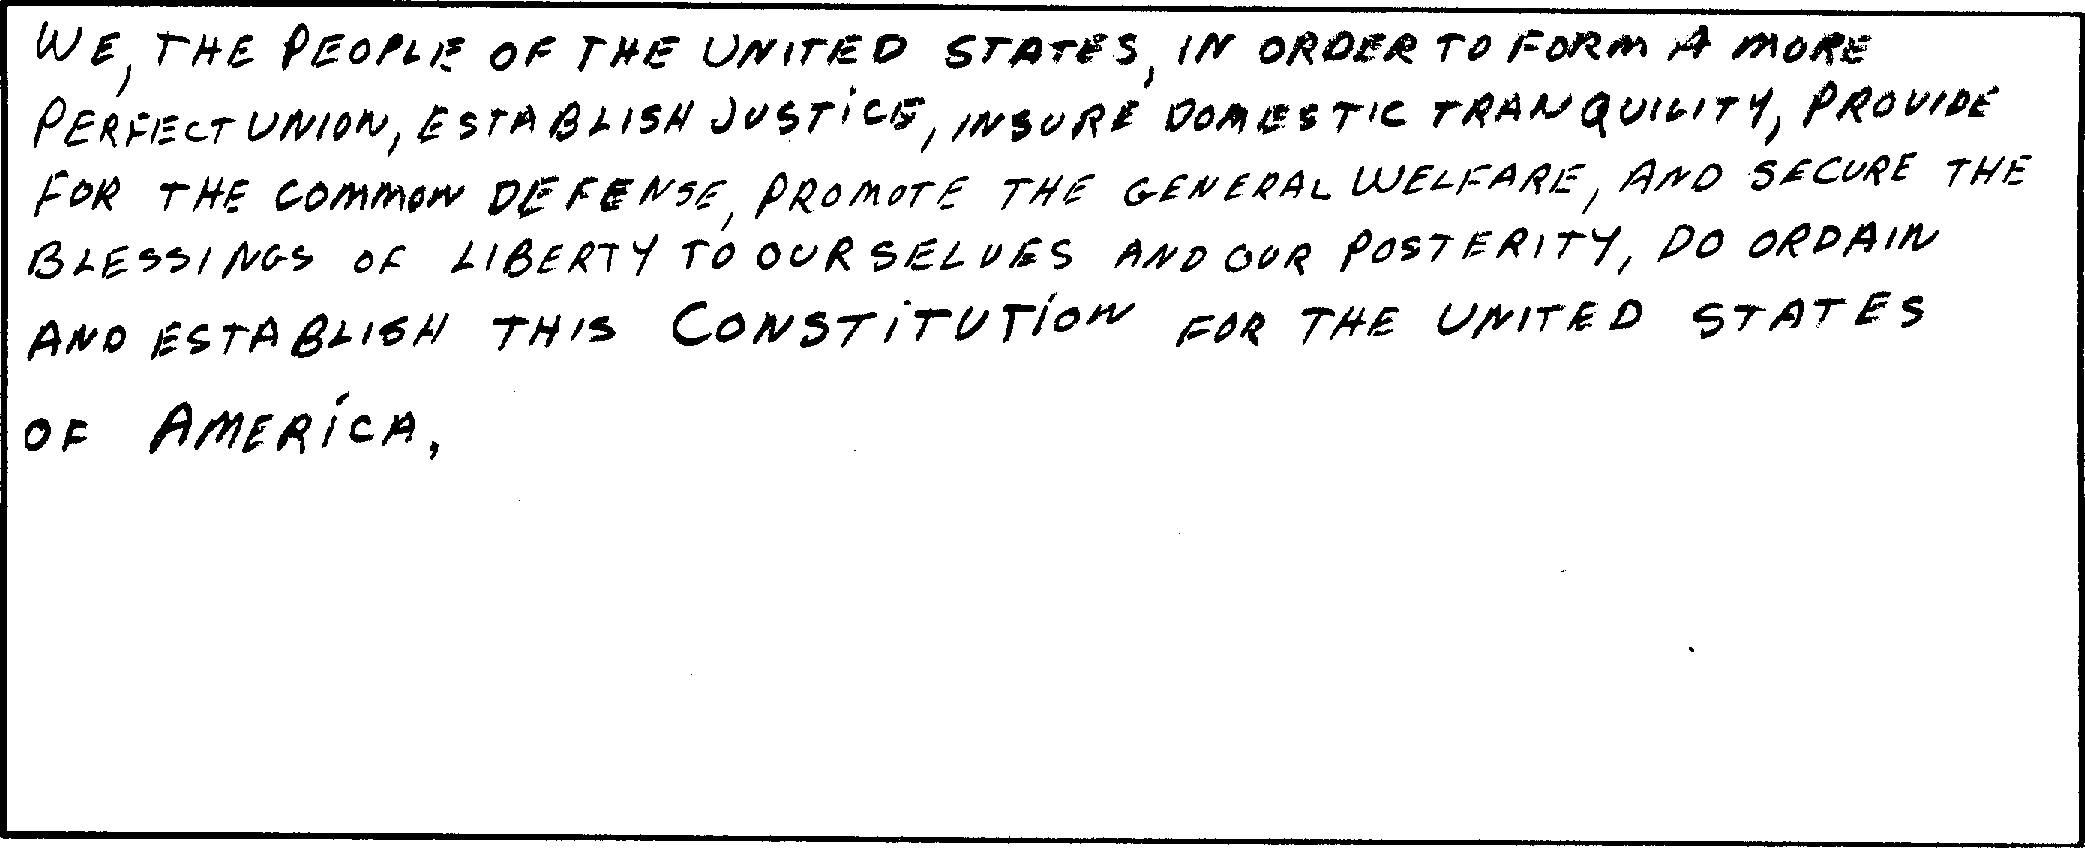 WE, THE PEOPLE OF THE UNITED STATES, IN ORDER TO FORM A MORE
PERFECT UNION, ESTABLISH JUSTiCE, INSURE DOMESTIC TRANQUILITY, PROVIDE
FOR THE COMMON DEFENSE, PROMOTE THE GENERAL WELFARE, AND SECURE THE
BLESSINGS OF LIBERTY TO OURSELVES AND OUR POSTERITY, DO ORDAIN
AND ESTABLISH THIS CONSTiTUTiON FOR THE UNITED STATES
OF AMERiCA,